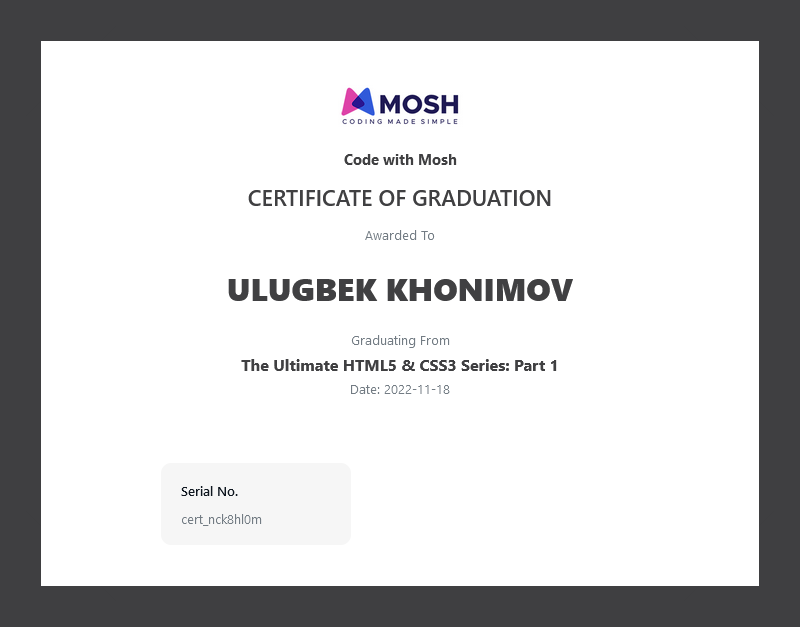 MOSH
CODING MADE SIMPLE
Code with Mosh
CERTIFICATE OF GRADUATION
Awarded To
ULUGBEK KHONIMOV
Graduating From
The Ultimate HTML5 & CSS3 Series: Part 1
Date: 2022-11-18
Serial No.
cert_nck8hl0m